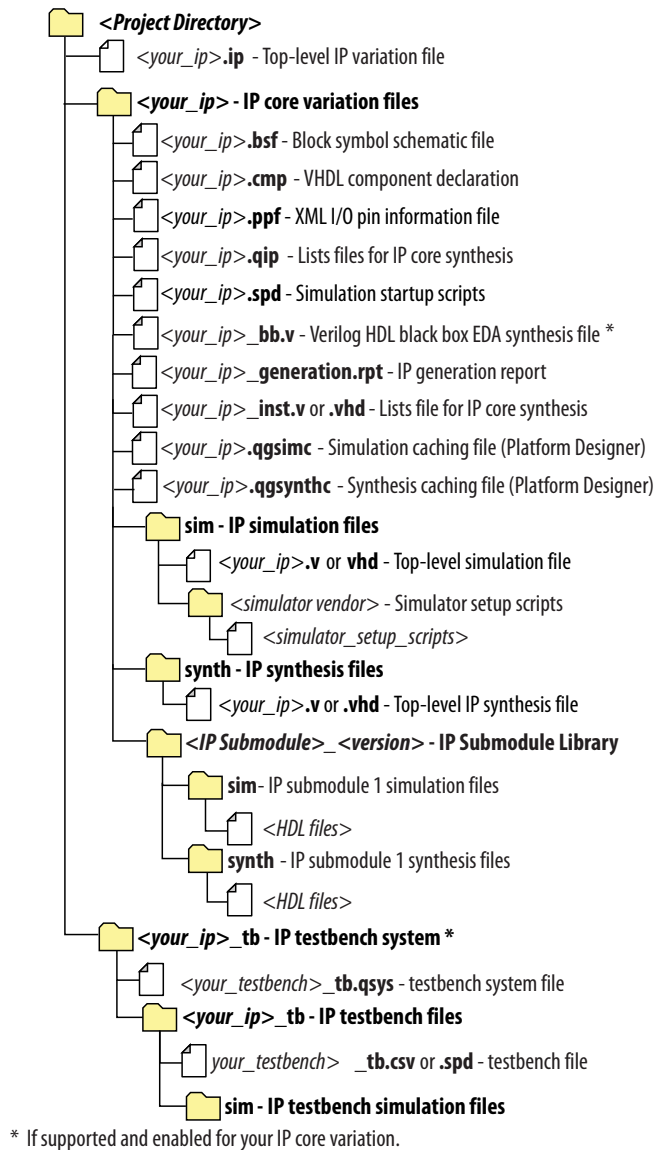 <Project Directory>
<your_ip>.ip - Top-level IP variation file
<your_ip> - IP core variation files
<your_ip>.bsf - Block symbol schematic file
<your_ip>.cmp - VHDL component declaration
<your_ip>.ppf - XML I/O pin information file
<your_ip>.qip - Lists files for IP core synthesis
<your_ip>.spd - Simulation startup scripts
<your_ip>_bb.v - Verilog HDL black box EDA synthesis file *
<your_ip>_generation.rpt - IP generation report
<your_ip>_inst.v or .vhd - Lists file for IP core synthesis
<your_ip>.qgsimc - Simulation caching file (Platform Designer)
<your_ip>.qgsynthc - Synthesis caching file (Platform Designer)
sim - IP simulation files
<your_ip>.v or vhd - Top-level simulation file
<simulator vendor> - Simulator setup scripts
<simulator_setup_scripts>
synth - IP synthesis files
<your_ip>.v or .vhd - Top-level IP synthesis file
<IP Submodule>_<version> - IP Submodule Library
sim- IP submodule 1 simulation files
<HDL files>
synth - IP submodule 1 synthesis files
<HDL files>
<your_ip>_tb - IP testbench system *
<your_testbench>_tb.qsys - testbench system file
<your_ip>_tb - IP testbench files
your_testbench> _tb.csv or .spd - testbench file
sim - IP testbench simulation files
* If supported and enabled for your IP core variation.